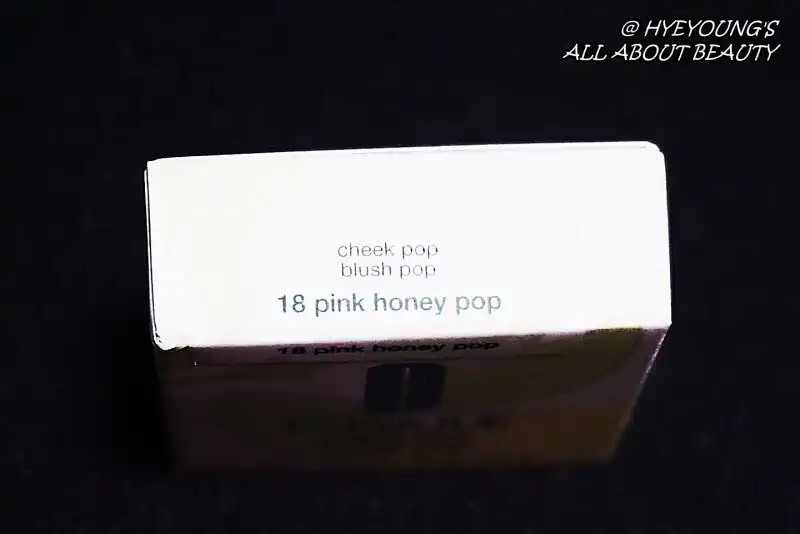 @ HYEYOUNG'S
ALL ABOUT BEAUTY
cheek pop
blush pop
18 pink honey pop
18 pink honey pop